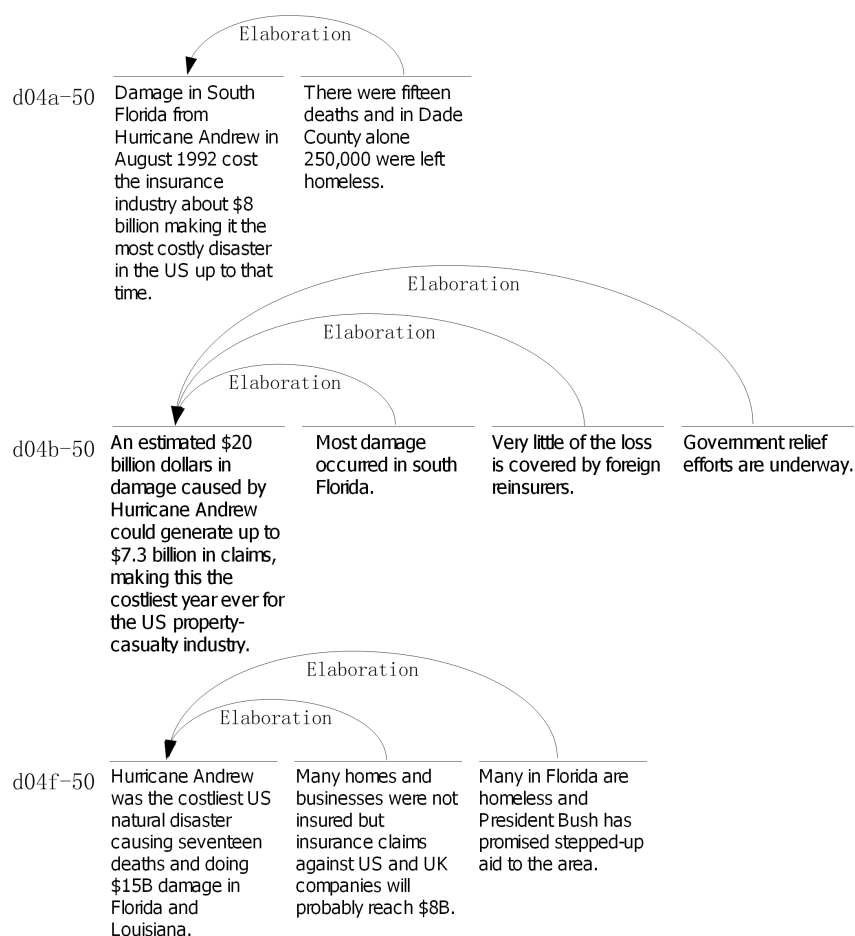 Elaboration
d04a-50
Damage in South
Florida from
Hurricane Andrew in
August 1992 cost
the insurance
industry about $8
billion making it the
most costly disaster
in the US up to that
time.
There were fifteen
deaths and in Dade
County alone
250,000 were left
homeless.
Elaboration
Elaboration
Elaboration
d04b-50
An estimated $20
billion dollars in
damage caused by
Hurricane Andrew
could generate up to
$7.3 billion in claims,
making this the
costliest year ever for
the US property-
casualty industry.
Most damage
occurred in south
Florida.
Very little of the loss
is covered by foreign
reinsurers.
Government relief
efforts are underway.
Elaboration
Elaboration
d04f-50
Hurricane Andrew
was the costliest US
natural disaster
causing seventeen
deaths and doing
$15B damage in
Florida and
Louisiana.
Many homes and
businesses were not
insured but
insurance claims
against US and UK
companies will
probably reach $8B.
Many in Florida are
homeless and
President Bush has
promised stepped-up
aid to the area.